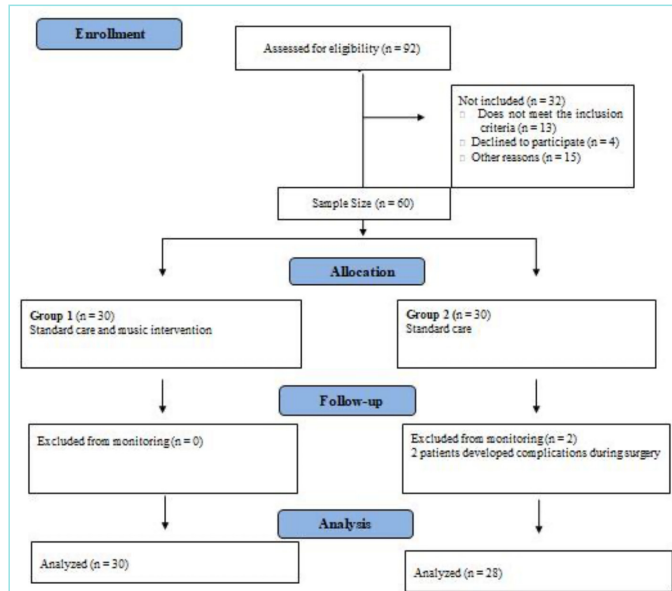 Enrollment
Assessed for eligibility (n = 92)
Not included (n = 32)
Does not meet the inclusion
criteria (n = 13)
Declined to participate (n = 4)
Other reasons (n = 15)
Sample Size (n = 60)
Allocation
Group 1 (n = 30)
Standard care and music intervention
Group 2 (n = 30)
Standard care
Follow-up
Excluded from monitoring (n = 0)
Excluded from monitoring (n = 2)
2 patients developed complications during surgery
Analysis
Analyzed (n = 30)
Analyzed (n = 28)